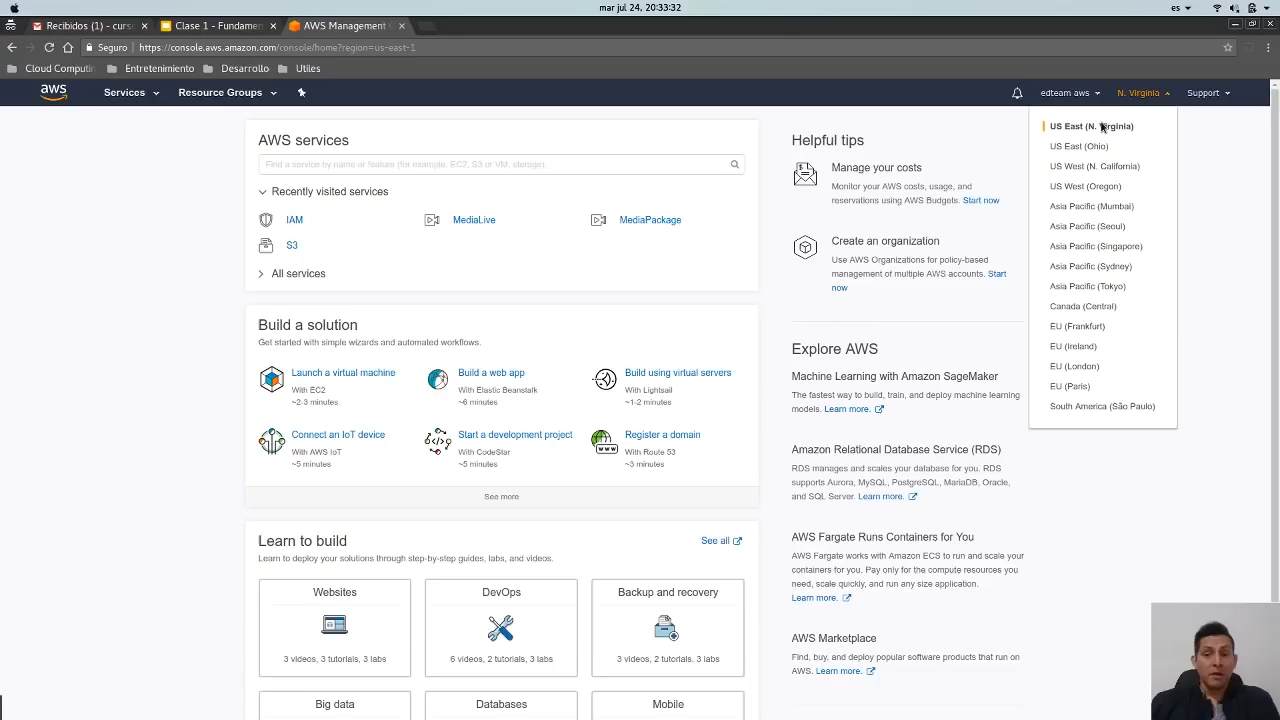 mar jul 24, 20:33:32
es
Recibidos (1) - curs
Clase 1 - Fundamen
AWS Management C
Seguro
https://console.aws.amazon.com/console/home?region=us-east-1
Cloud Computi
Entretenimiento
Desarrollo
Utiles
aws
Services
Resource Groups
edteam aws
N. Virginia
Support
AWS services
Find a service by name or feature (for example, EC2, S3 or VM, storage).
Recently visited services
IAM
MediaLive
MediaPackage
S3
All services
Build a solution
Get started with simple wizards and automated workflows.
Launch a virtual machine
With EC2
~2-3 minutes
Build a web app
With Elastic Beanstalk
~6 minutes
Build using virtual servers
With Lightsail
~1-2 minutes
Connect an IoT device
With AWS IoT
~5 minutes
Start a development project
With CodeStar
~5 minutes
Register a domain
With Route 53
~3 minutes
See more
Learn to build
See all
Learn to deploy your solutions through step-by-step guides, labs, and videos.
Websites
3 videos, 3 tutorials, 3 labs
DevOps
6 videos, 2 tutorials, 3 labs
Backup and recovery
3 videos, 2 tutorials, 3 labs
Big data
Databases
Mobile
Helpful tips
Manage your costs
Monitor your AWS costs, usage, and
reservations using AWS Budgets. Start now
Create an organization
Use AWS Organizations for policy-based
management of multiple AWS accounts. Start
now
Explore AWS
Machine Learning with Amazon SageMaker
The fastest way to build, train, and deploy machine learning
models. Learn more.
Amazon Relational Database Service (RDS)
RDS manages and scales your database for you. RDS
supports Aurora, MySQL, PostgreSQL, MariaDB, Oracle,
and SQL Server. Learn more.
AWS Fargate Runs Containers for You
AWS Fargate works with Amazon ECS to run and scale your
containers for you. Pay only for the compute resources you
need, scale quickly, and run any size application.
Learn more.
AWS Marketplace
Find, buy, and deploy popular software products that run on
AWS. Learn more.
US East (N. Virginia)
US East (Ohio)
US West (N. California)
US West (Oregon)
Asia Pacific (Mumbai)
Asia Pacific (Seoul)
Asia Pacific (Singapore)
Asia Pacific (Sydney)
Asia Pacific (Tokyo)
Canada (Central)
EU (Frankfurt)
EU (Ireland)
EU (London)
EU (Paris)
South America (São Paulo)